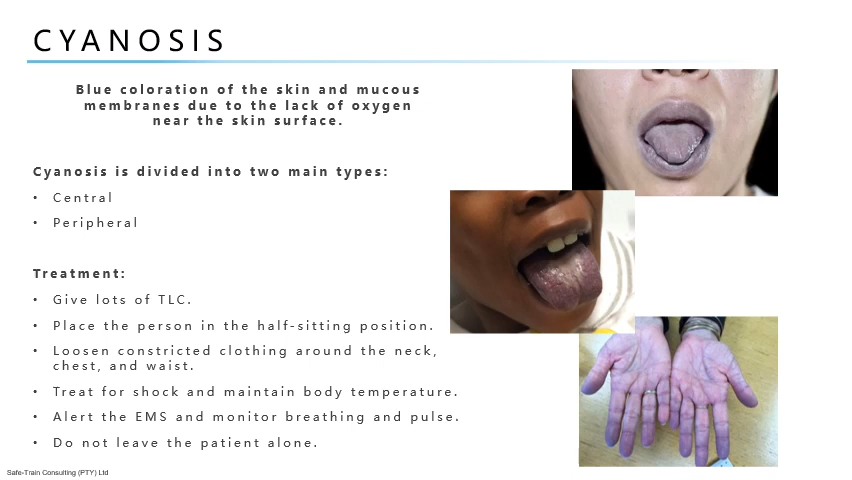 CYANOSIS
Blue coloration of the skin and mucous
membranes due to the lack of oxygen
near the skin surface.
Cyanosis is divided into two main types:
• Central
• Peripheral
Treatment:
• Give lots of TLC.
• Place the person in the half-sitting position.
• Loosen constricted clothing around the neck,
chest, and waist.
• Treat for shock and maintain body temperature.
• Alert the EMS and monitor breathing and pulse.
• Do not leave the patient alone.
Safe-Train Consulting (PTY) Ltd